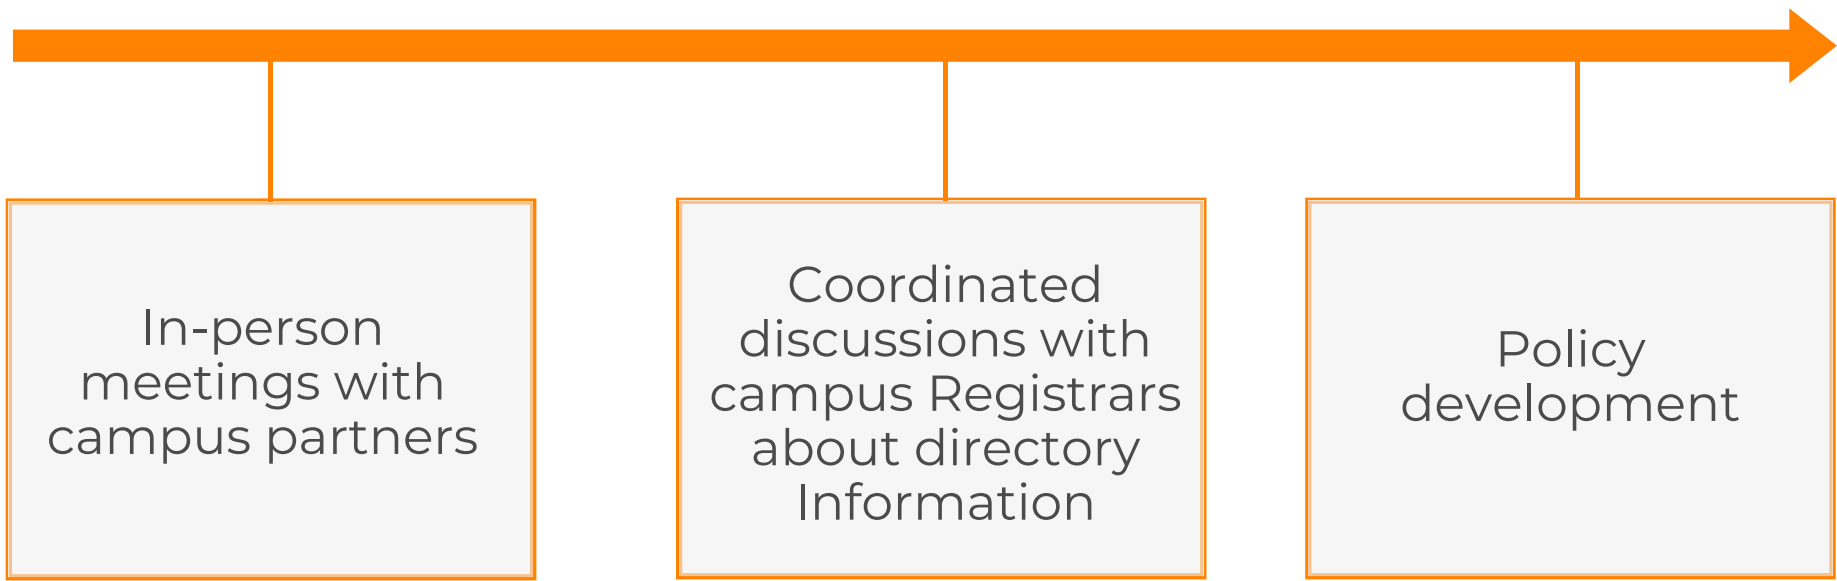 In-person
meetings with
campus partners
Coordinated
discussions with
campus Registrars
about directory
Information
Policy
development